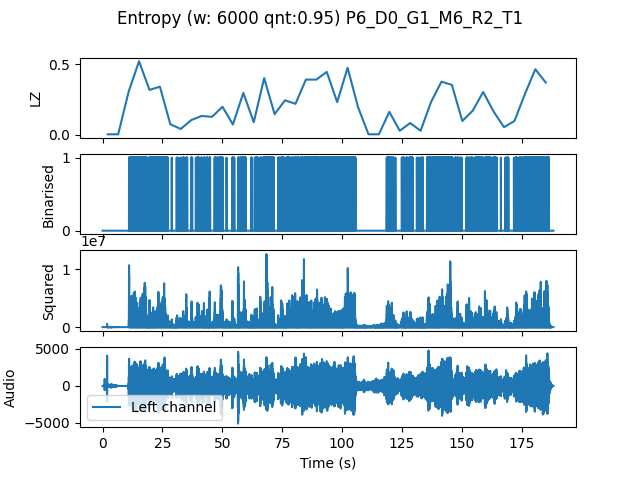 Entropy (w: 6000 qnt:0.95) P6_D0_G1_M6_R2_T1
0.5
LZ
0.0
1
Binarised
0
1e7
1
Squared
0
5000
Audio
0
Left channel
−5000
0 25 50 75 100 125 150 175
Time (s)